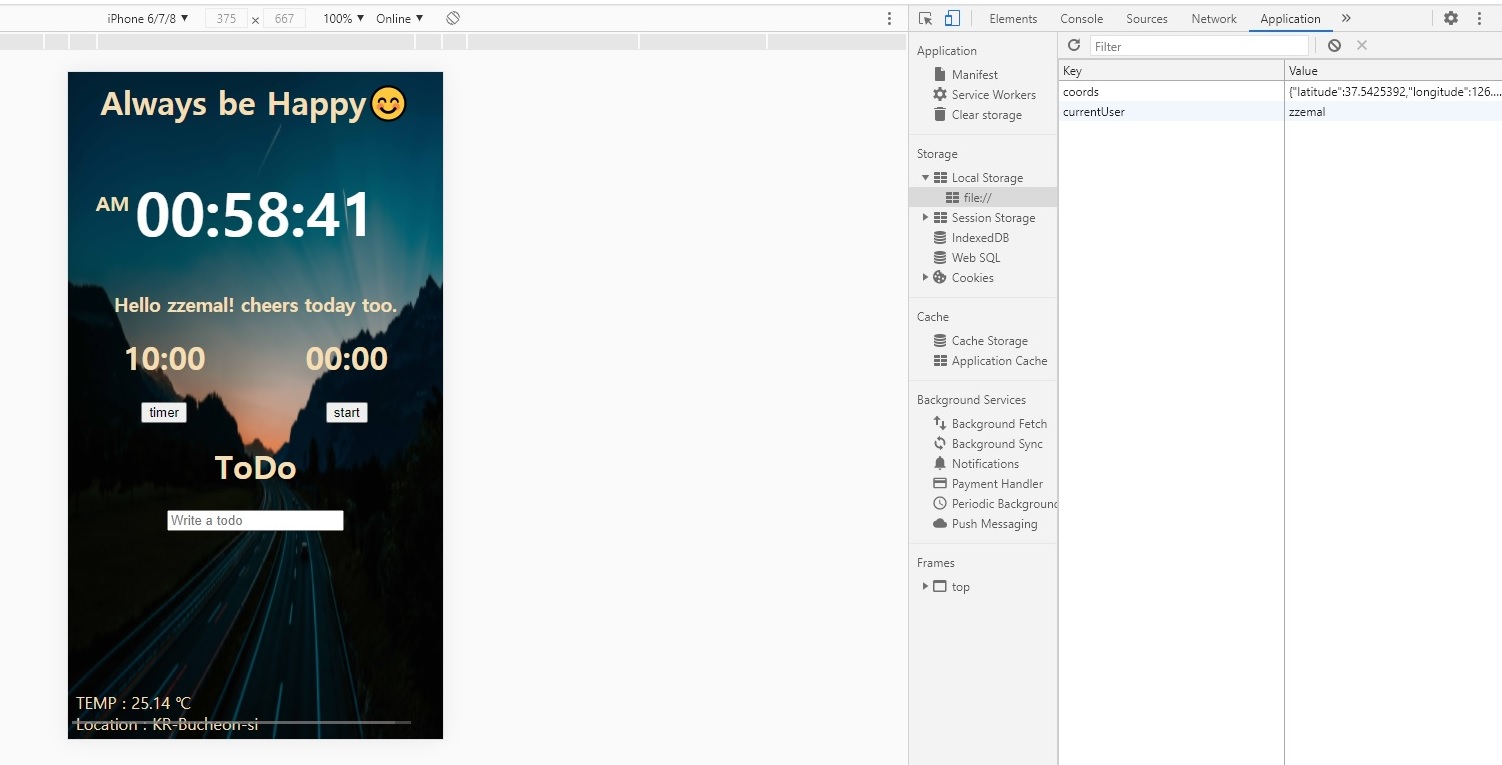 iPhone 6/7/8 ▼ 375 × 667 100% ▼ Online ▼
Always be Happy😊
AM 00:58:41
Hello zzemal! cheers today too.
10:00 00:00
timer start
ToDo
Write a todo
TEMP : 25.14 ℃
Location : KR-Bucheon-si
Elements Console Sources Network Application »
Application
Manifest
Service Workers
Clear storage
Storage
Local Storage
file://
Session Storage
IndexedDB
Web SQL
Cookies
Cache
Cache Storage
Application Cache
Background Services
Background Fetch
Background Sync
Notifications
Payment Handler
Periodic Background
Push Messaging
Frames
top
Filter
Key Value
coords {"latitude":37.5425392,"longitude":126....
currentUser zzemal